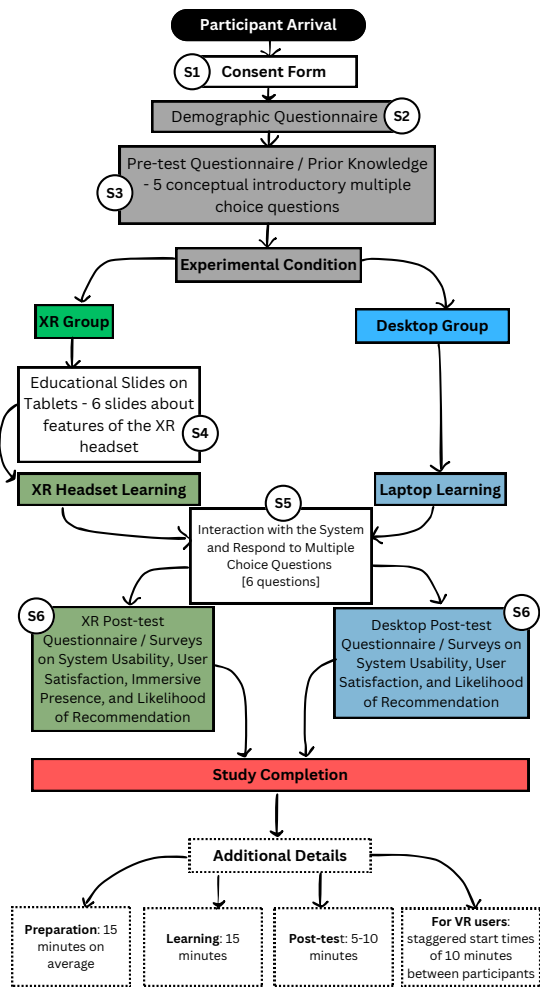 Participant Arrival
S1
Consent Form
Demographic Questionnaire
S2
Pre-test Questionnaire / Prior Knowledge
- 5 conceptual introductory multiple
choice questions
S3
Experimental Condition
XR Group
Desktop Group
Educational Slides on
Tablets - 6 slides about
features of the XR
headset
S4
XR Headset Learning
Laptop Learning
S5
Interaction with the System
and Respond to Multiple
Choice Questions
[6 questions]
S6
XR Post-test
Questionnaire / Surveys
on System Usability, User
Satisfaction, Immersive
Presence, and Likelihood
of Recommendation
S6
Desktop Post-test
Questionnaire / Surveys on
System Usability, User
Satisfaction, and Likelihood
of Recommendation
Study Completion
Additional Details
Preparation: 15
minutes on
average
Learning: 15
minutes
Post-test: 5-10
minutes
For VR users:
staggered start times
of 10 minutes
between participants